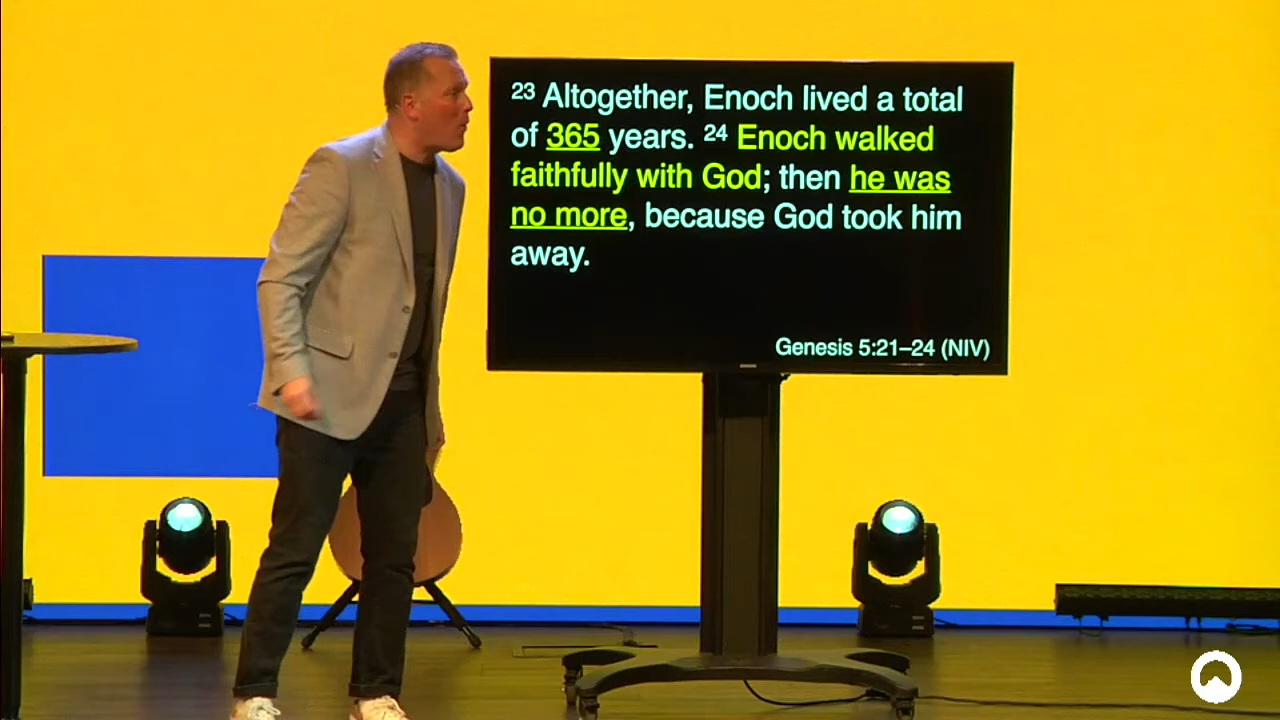 23 Altogether, Enoch lived a total
of 365 years. 24 Enoch walked
faithfully with God; then he was
no more, because God took him
away.
Genesis 5:21–24 (NIV)